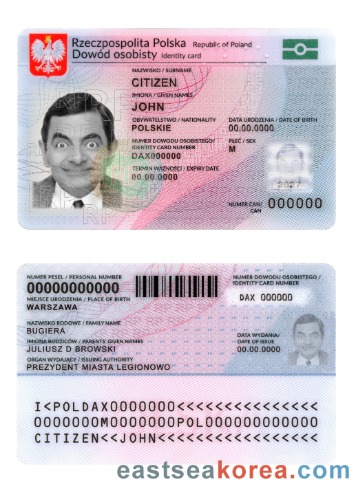 Rzeczpospolita Polska Republic of Poland
Dowód osobisty Identity card
NAZWISKO / SURNAME
CITIZEN
IMIONA / GIVEN NAMES
JOHN
OBYWATELSTWO / NATIONALITY DATA URODZENIA / DATE OF BIRTH
POLSKIE 00.00.0000
NUMER DOWODU OSOBISTEGO/ PŁEĆ / SEX
IDENTITY CARD NUMBER M
DAX000000
TERMIN WAŻNOŚCI / EXPIRY DATE
00.00.0000
NUMER CAN/ 000000
CAN
NUMER PESEL / PERSONAL NUMBER NUMER DOWODU OSOBISTEGO /
00000000000 IDENTITY CARD NUMBER
MIEJSCE URODZENIA / PLACE OF BIRTH DAX 000000
WARSZAWA
NAZWISKO RODOWE / FAMILY NAME
BUGIERA DATA WYDANIA/
IMIONA RODZICÓW / PARENTS' GIVEN NAMES DATE OF ISSUE
JULIUSZ D BROWSKI 00.00.0000
ORGAN WYDAJĄCY / ISSUING AUTHORITY
PREZYDENT MIASTA LEGIONOWO
I<POLDAX0000000<<<<<<<<<<<<<<<
0000000M0000000POL000000000000
CITIZEN<<JOHN<<<<<<<<<<<<<<<<<
eastseakorea.com